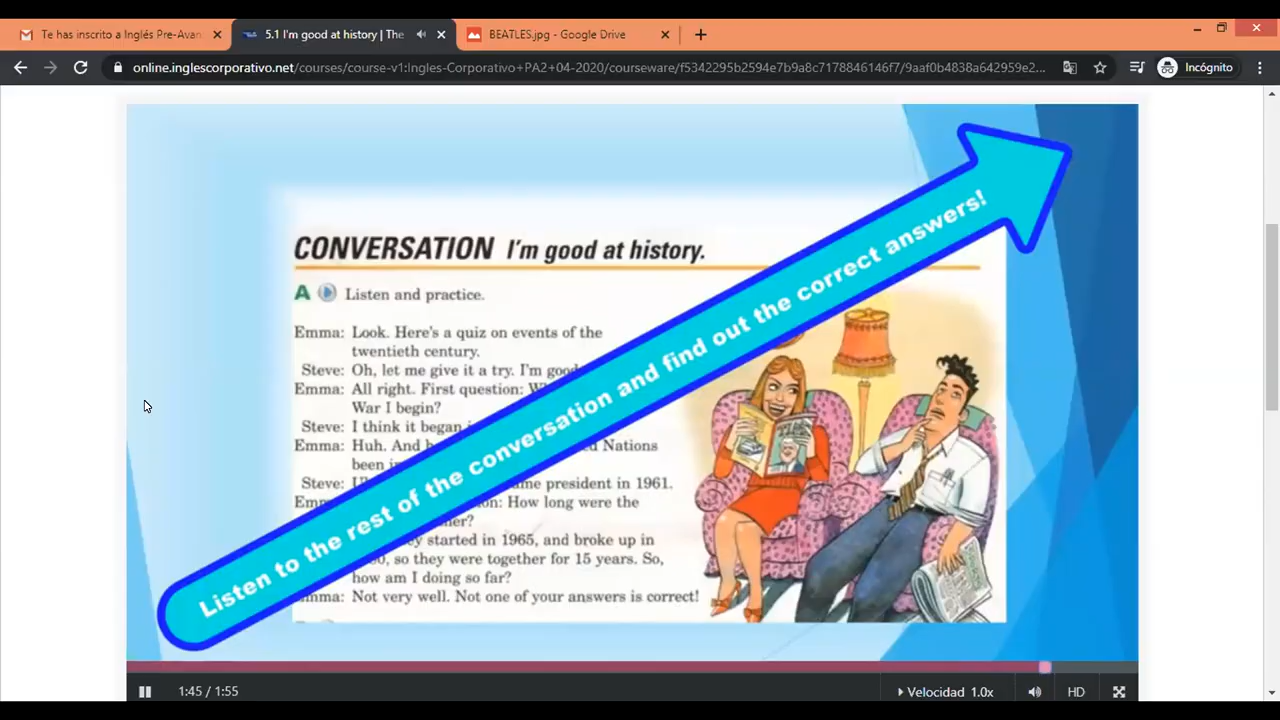 Te has inscrito a Inglés Pre-Avan
5.1 I'm good at history | The
BEATLES.jpg - Google Drive
online.inglescorporativo.net/courses/course-v1:Ingles-Corporativo+PA2+04-2020/courseware/f5342295b2594e7b9a8c7178846146f7/9aaf0b4838a642959e2...
Incógnito
CONVERSATION I'm good at history.
A Listen and practice.
Emma: Look. Here's a quiz on events of the
twentieth century.
Steve: Oh, let me give it a try. I'm good
Emma: All right. First question:
War I begin?
Steve: I think it began
Emma: Huh. And Nations
been
Steve: president in 1961.
How long were the
started in 1965, and broke up in
so they were together for 15 years. So,
how am I doing so far?
Emma: Not very well. Not one of your answers is correct!
Listen to the rest of the conversation and find out the correct answers!
1:45 / 1:55
Velocidad 1.0x
HD